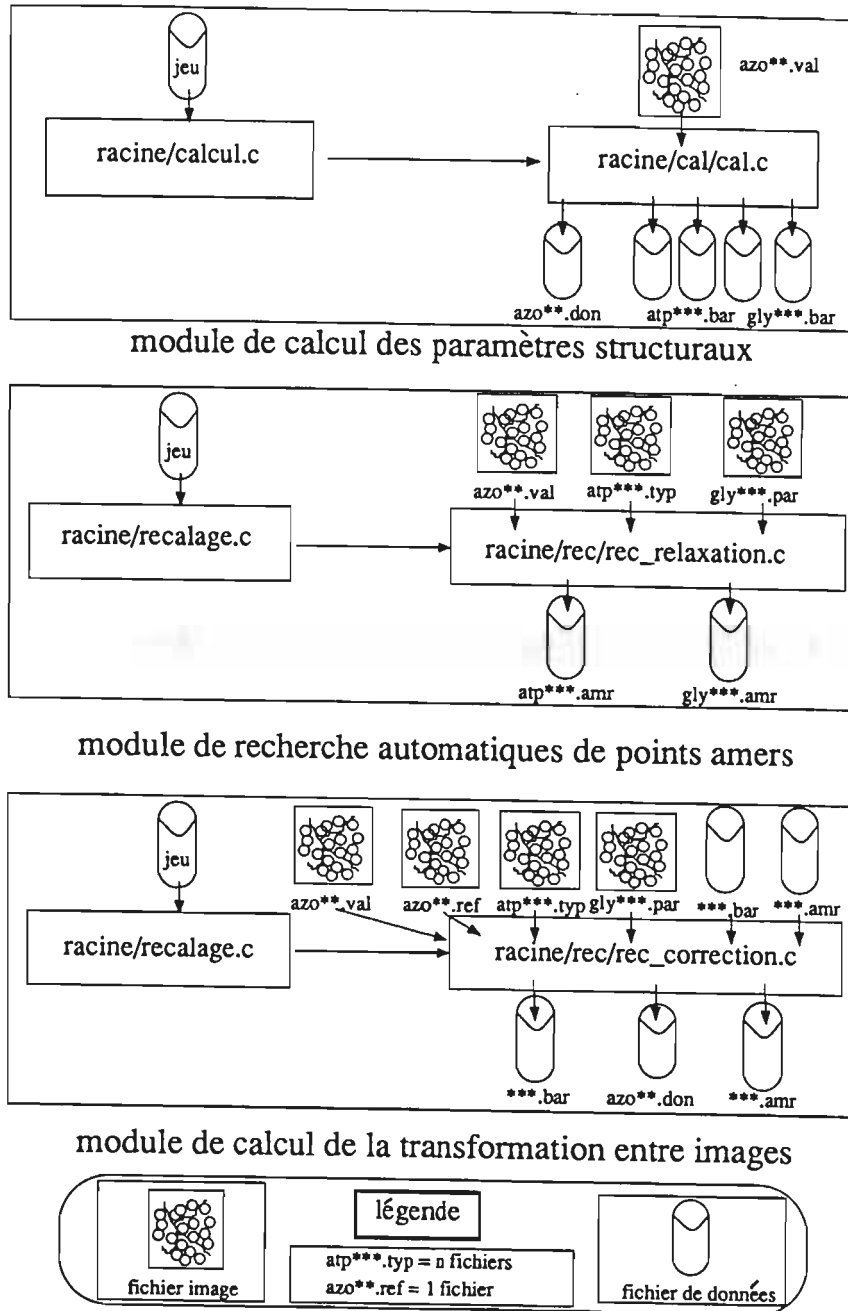 jeu
azo**.val
racine/calcul.c
racine/cal/cal.c
azo**.don
atp***.bar
gly***.bar
module de calcul des paramètres structuraux
jeu
azo**.val
atp***.typ
gly***.par
racine/recalage.c
racine/rec/rec_relaxation.c
atp***.amr
gly***.amr
module de recherche automatiques de points amers
jeu
azo**.val
azo**.ref
atp***.typ
gly***.par
***.bar
***.amr
racine/recalage.c
racine/rec/rec_correction.c
***.bar
azo**.don
***.amr
module de calcul de la transformation entre images
légende
atp***.typ = n fichiers
azo**.ref = 1 fichier
fichier image
fichier de données